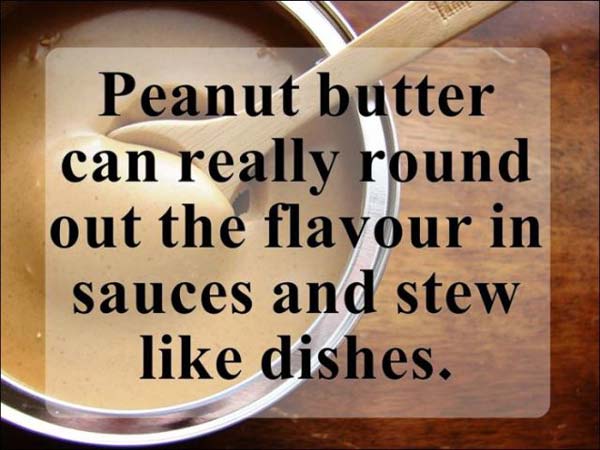 Peanut butter
can really round
out the flavour in
sauces and stew
like dishes.